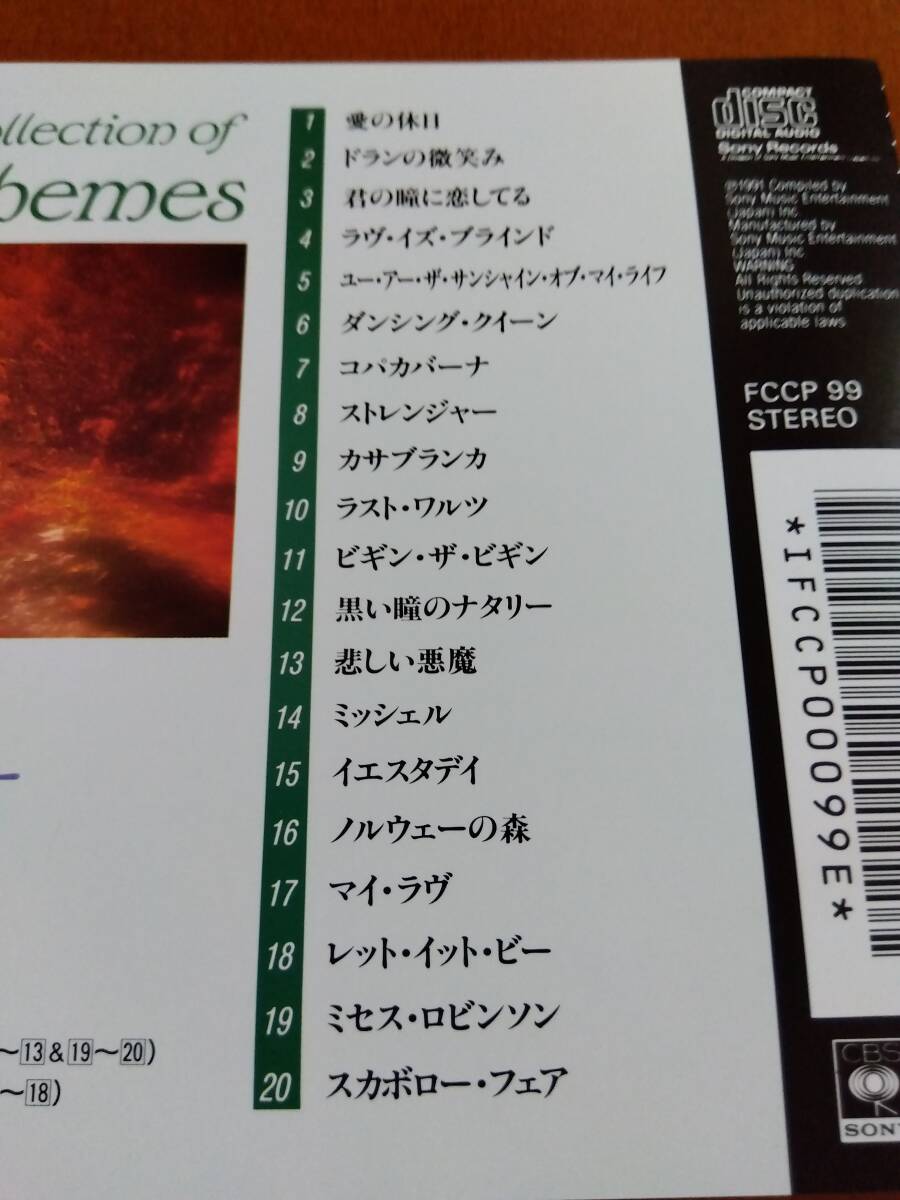 ollection of
hemes
1 愛の休日
2 ドランの微笑み
3 君の瞳に恋してる
4 ラヴ・イズ・ブラインド
5 ユー・アー・ザ・サンシャイン・オブ・マイ・ライフ
6 ダンシング・クイーン
7 コパカバーナ
8 ストレンジャー
9 カサブランカ
10 ラスト・ワルツ
11 ビギン・ザ・ビギン
12 黒い瞳のナタリー
13 悲しい悪魔
14 ミッシェル
15 イエスタデイ
16 ノルウェーの森
17 マイ・ラヴ
18 レット・イット・ビー
19 ミセス・ロビンソン
20 スカボロー・フェア
～13&19～20)
～18)
COMPACT
disc
DIGITAL AUDIO
Sony Records
℗1991 Compiled by
Sony Music Entertainment
(Japan) Inc.
Manufactured by
Sony Music Entertainment
(Japan) Inc.
WARNING
All Rights Reserved.
Unauthorized duplication
is a violation of
applicable laws
FCCP 99
STEREO
*IFCCP00099E*
CBS
SONY